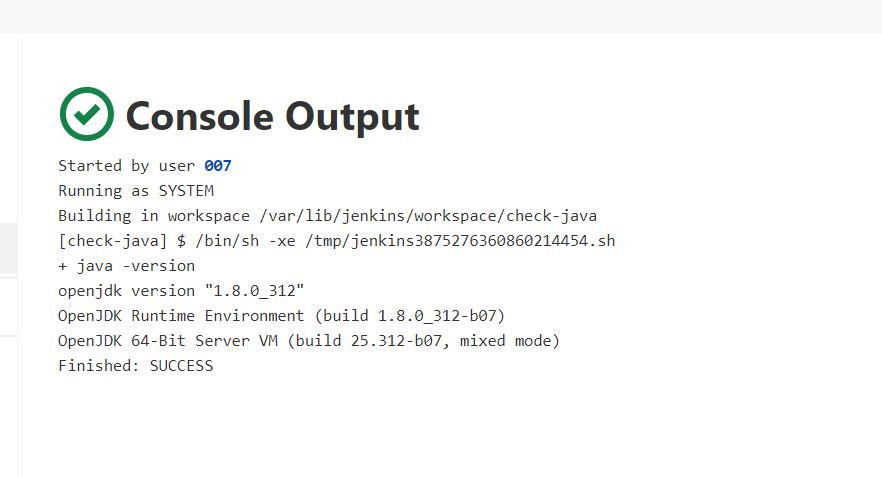 Console Output
Started by user 007
Running as SYSTEM
Building in workspace /var/lib/jenkins/workspace/check-java
[check-java] $ /bin/sh -xe /tmp/jenkins3875276360860214454.sh
+ java -version
openjdk version "1.8.0_312"
OpenJDK Runtime Environment (build 1.8.0_312-b07)
OpenJDK 64-Bit Server VM (build 25.312-b07, mixed mode)
Finished: SUCCESS